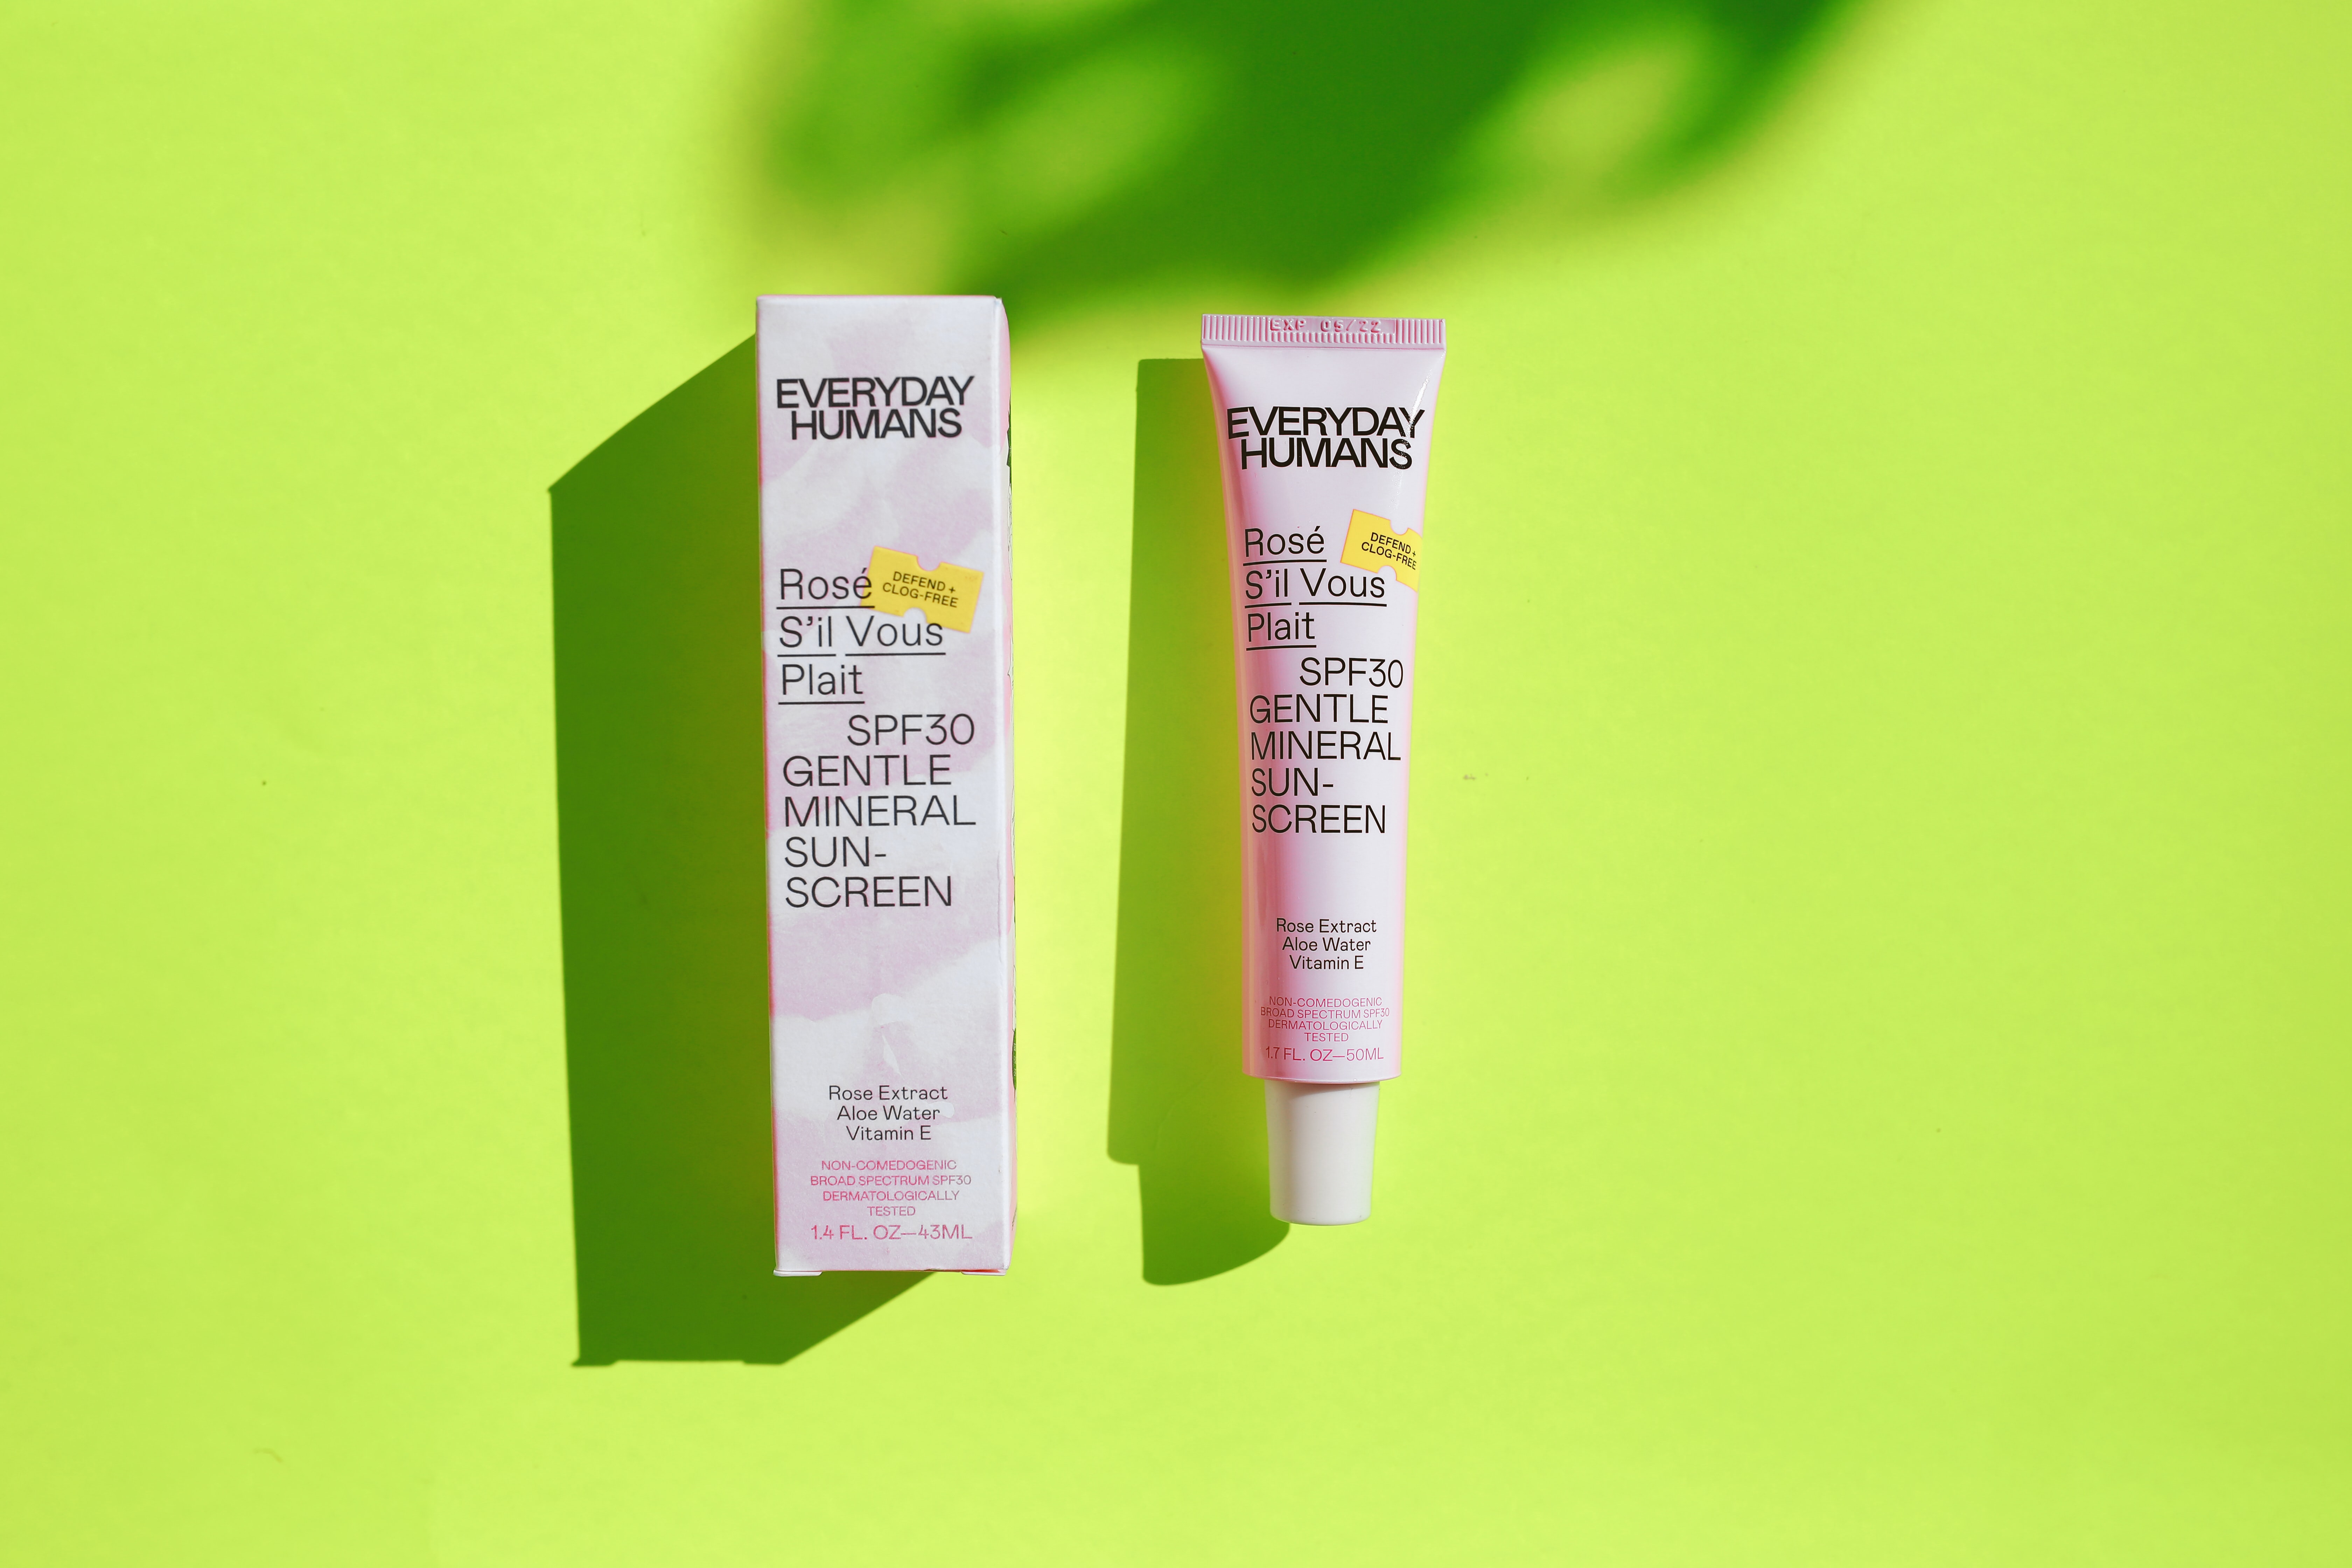 EVERYDAY
HUMANS
Rosé
DEFEND +
CLOG-FREE
S'il Vous
Plait
SPF30
GENTLE
MINERAL
SUN-
SCREEN
Rose Extract
Aloe Water
Vitamin E
NON-COMEDOGENIC
BROAD SPECTRUM SPF30
DERMATOLOGICALLY
TESTED
1.4 FL. OZ—43ML
EXP 05/22
EVERYDAY
HUMANS
Rosé
DEFEND +
CLOG-FREE
S'il Vous
Plait
SPF30
GENTLE
MINERAL
SUN-
SCREEN
Rose Extract
Aloe Water
Vitamin E
NON-COMEDOGENIC
BROAD SPECTRUM SPF30
DERMATOLOGICALLY
TESTED
1.7 FL. OZ—50ML